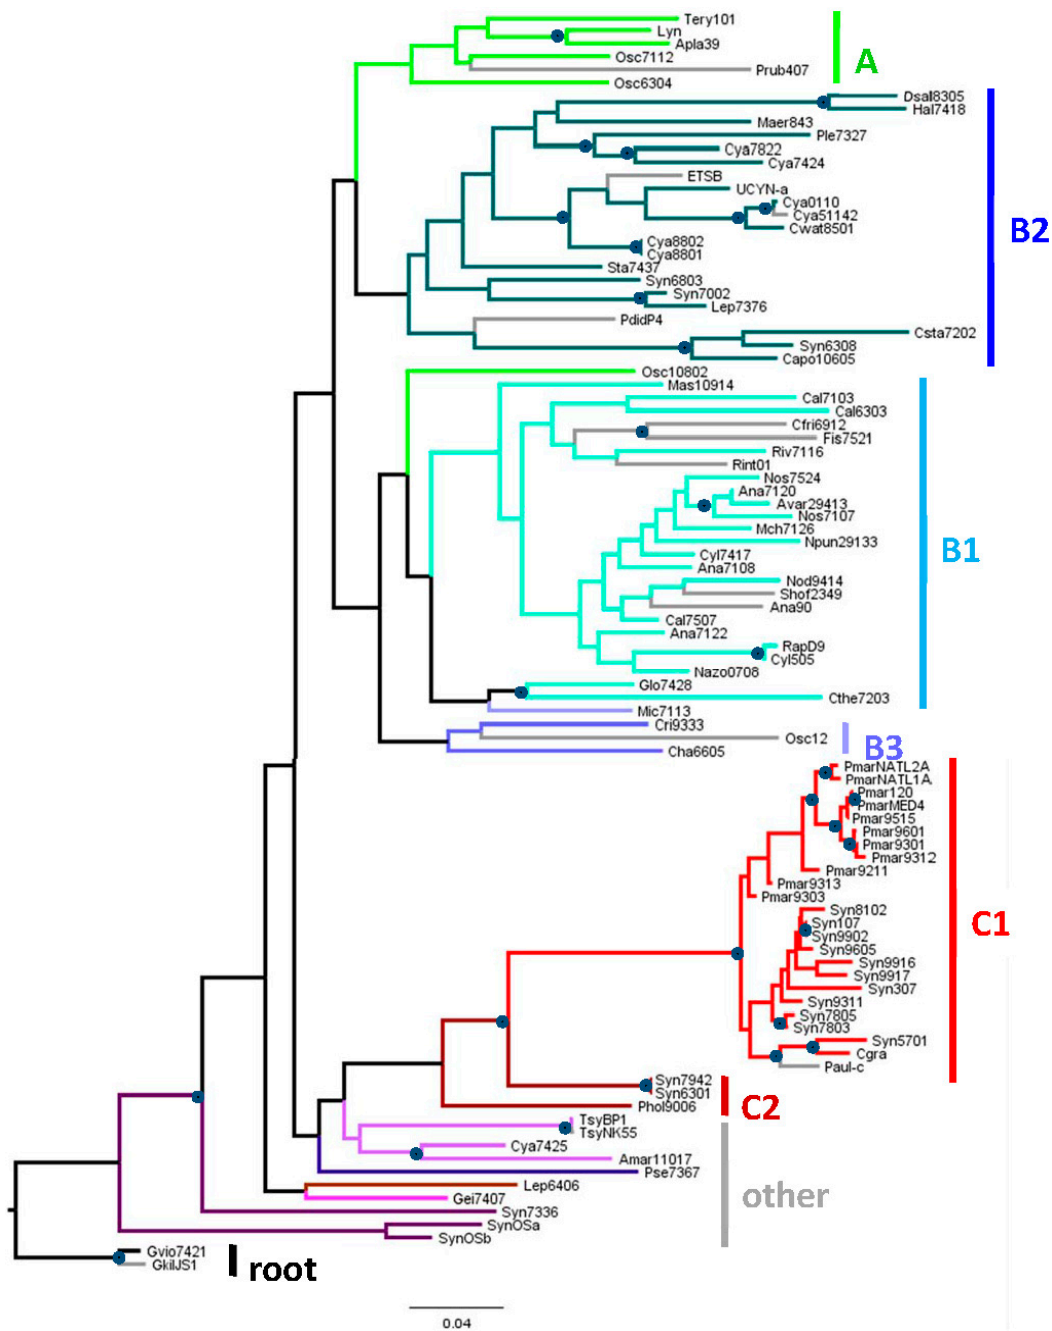 Tery101
Lyn
Apla39
Osc7112
Prub407
Osc6304
A
Dsal8305
Hal7418
Maer843
Ple7327
Cya7822
Cya7424
ETSB
UCYN-a
Cya0110
Cya51142
Cwat8501
Cya8802
Cya8801
Sta7437
Syn6803
Syn7002
Lep7376
PdidP4
Csta7202
Syn6308
Capo10605
B2
Osc10802
Mas10914
Cal7103
Cal6303
Cfri6912
Fis7521
Riv7116
Rint01
Nos7524
Ana7120
Avar29413
Nos7107
Mch7126
Npun29133
Cyl7417
Ana7108
Nod9414
Shof2349
Ana90
Cal7507
Ana7122
RapD9
Cyl505
Nazo0708
Glo7428
Cthe7203
Mic7113
B1
Cri9333
Osc12
Cha6605
B3
PmarNATL2A
PmarNATL1A
Pmar120
PmarMED4
Pmar9515
Pmar9601
Pmar9301
Pmar9312
Pmar9211
Pmar9313
Pmar9303
Syn8102
Syn107
Syn9902
Syn9605
Syn9916
Syn9917
Syn307
Syn9311
Syn7805
Syn7803
Syn5701
Cgra
Paul-c
C1
Syn7942
Syn6301
Phol9006
C2
TsyBP1
TsyNK55
Cya7425
Amar11017
Pse7367
Lep6406
Gei7407
Syn7336
SynOSa
SynOSb
other
Gvio7421
GkilJS1
root
0.04